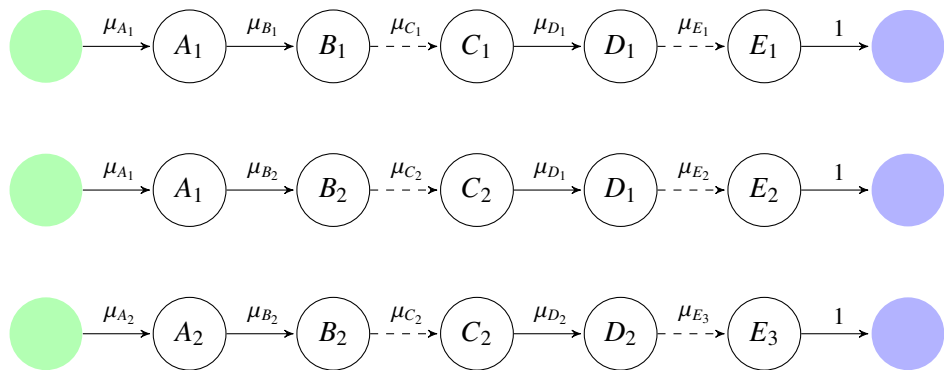 μ_{A_1} μ_{B_1} μ_{C_1} μ_{D_1} μ_{E_1} 1
A_1 B_1 C_1 D_1 E_1
μ_{A_1} μ_{B_2} μ_{C_2} μ_{D_1} μ_{E_2} 1
A_1 B_2 C_2 D_1 E_2
μ_{A_2} μ_{B_2} μ_{C_2} μ_{D_2} μ_{E_3} 1
A_2 B_2 C_2 D_2 E_3